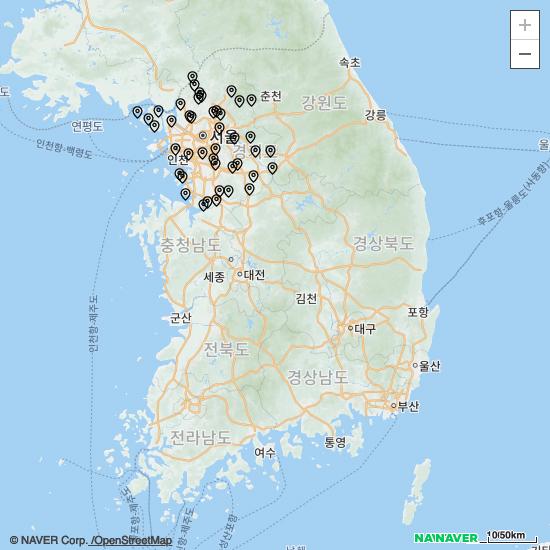 +
−
속초
춘천
강원도
강릉
연평도
서울
경기도
인천
인천항-백령도
울
후포항-울릉도(사동항)
충청남도
경상북도
세종
대전
김천
인천항-제주도
군산
포항
대구
전북도
울산
경상남도
부산
전라남도
통영
여수
© NAVER Corp. /OpenStreetMap
NAVER
10/50km